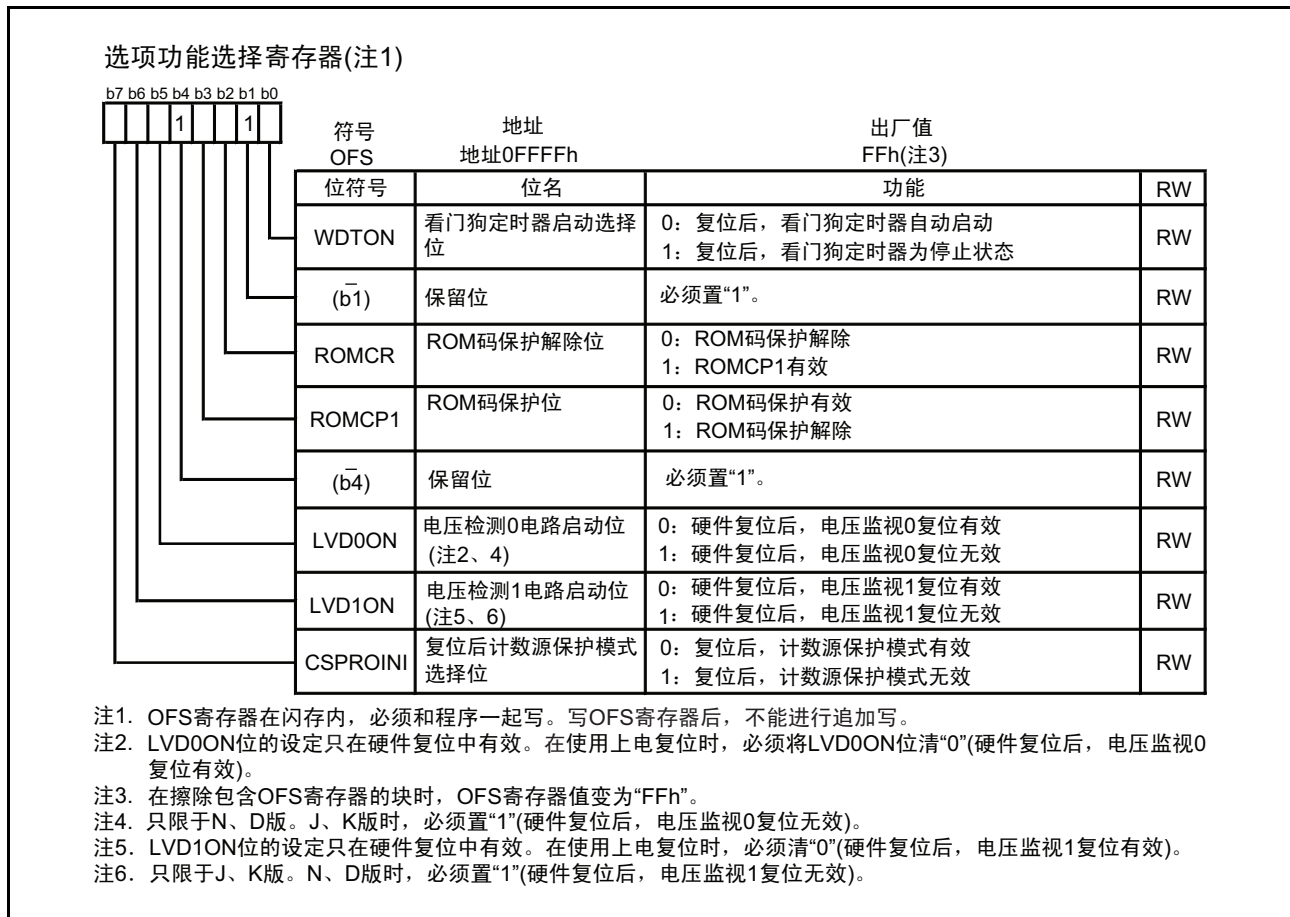 选项功能选择寄存器(注1)
b7 b6 b5 b4 b3 b2 b1 b0
1 1
符号 地址 出厂值
OFS 地址0FFFFh FFh(注3)
位符号 位名 功能 RW
WDTON 看门狗定时器启动选择位 0：复位后，看门狗定时器自动启动 RW
1：复位后，看门狗定时器为停止状态
— (b1) 保留位 必须置“1”。 RW
ROMCR ROM码保护解除位 0：ROM码保护解除 RW
1：ROMCP1有效
ROMCP1 ROM码保护位 0：ROM码保护有效 RW
1：ROM码保护解除
— (b4) 保留位 必须置“1”。 RW
LVD0ON 电压检测0电路启动位 (注2、4) 0：硬件复位后，电压监视0复位有效 RW
1：硬件复位后，电压监视0复位无效
LVD1ON 电压检测1电路启动位 (注5、6) 0：硬件复位后，电压监视1复位有效 RW
1：硬件复位后，电压监视1复位无效
CSPROINI 复位后计数源保护模式选择位 0：复位后，计数源保护模式有效 RW
1：复位后，计数源保护模式无效
注1. OFS寄存器在闪存内，必须和程序一起写。写OFS寄存器后，不能进行追加写。
注2. LVD0ON位的设定只在硬件复位中有效。在使用上电复位时，必须将LVD0ON位清“0”(硬件复位后，电压监视0
复位有效)。
注3. 在擦除包含OFS寄存器的块时，OFS寄存器值变为“FFh”。
注4. 只限于N、D版。J、K版时，必须置“1”(硬件复位后，电压监视0复位无效)。
注5. LVD1ON位的设定只在硬件复位中有效。在使用上电复位时，必须清“0”(硬件复位后，电压监视1复位有效)。
注6. 只限于J、K版。N、D版时，必须置“1”(硬件复位后，电压监视1复位无效)。